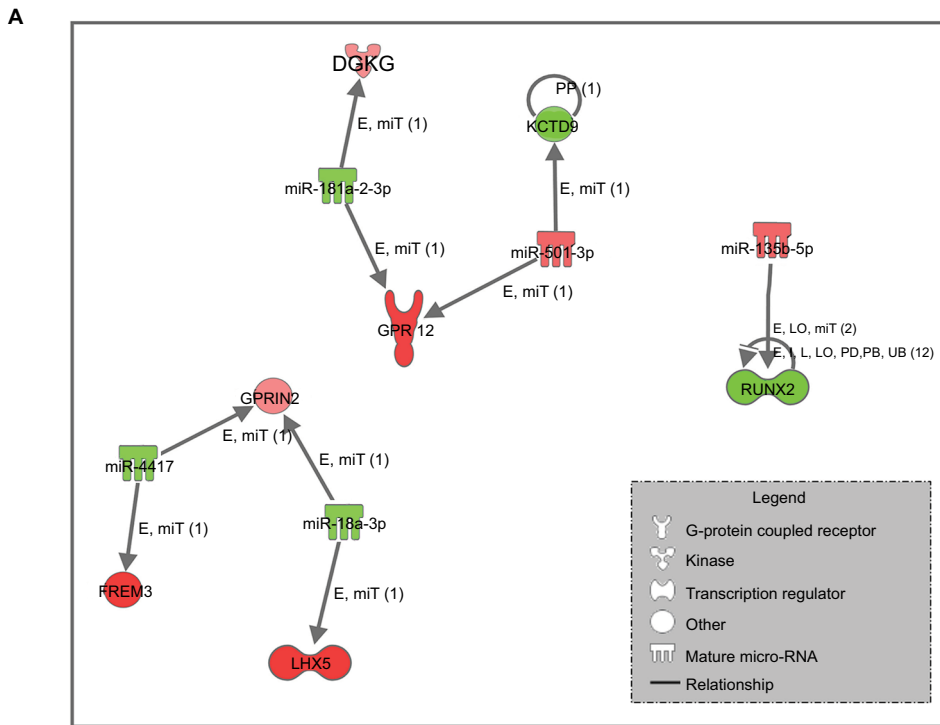 A
DGKG
PP (1)
KCTD9
E, miT (1)
miR-181a-2-3p
E, miT (1)
E, miT (1)
miR-501-3p
miR-135b-5p
E, miT (1)
GPR 12
E, LO, miT (2)
E, I, L, LO, PD,PB, UB (12)
RUNX2
GPRIN2
E, miT (1)
miR-4417
E, miT (1)
miR-18a-3p
E, miT (1)
FREM3
E, miT (1)
LHX5
Legend
G-protein coupled receptor
Kinase
Transcription regulator
Other
Mature micro-RNA
Relationship